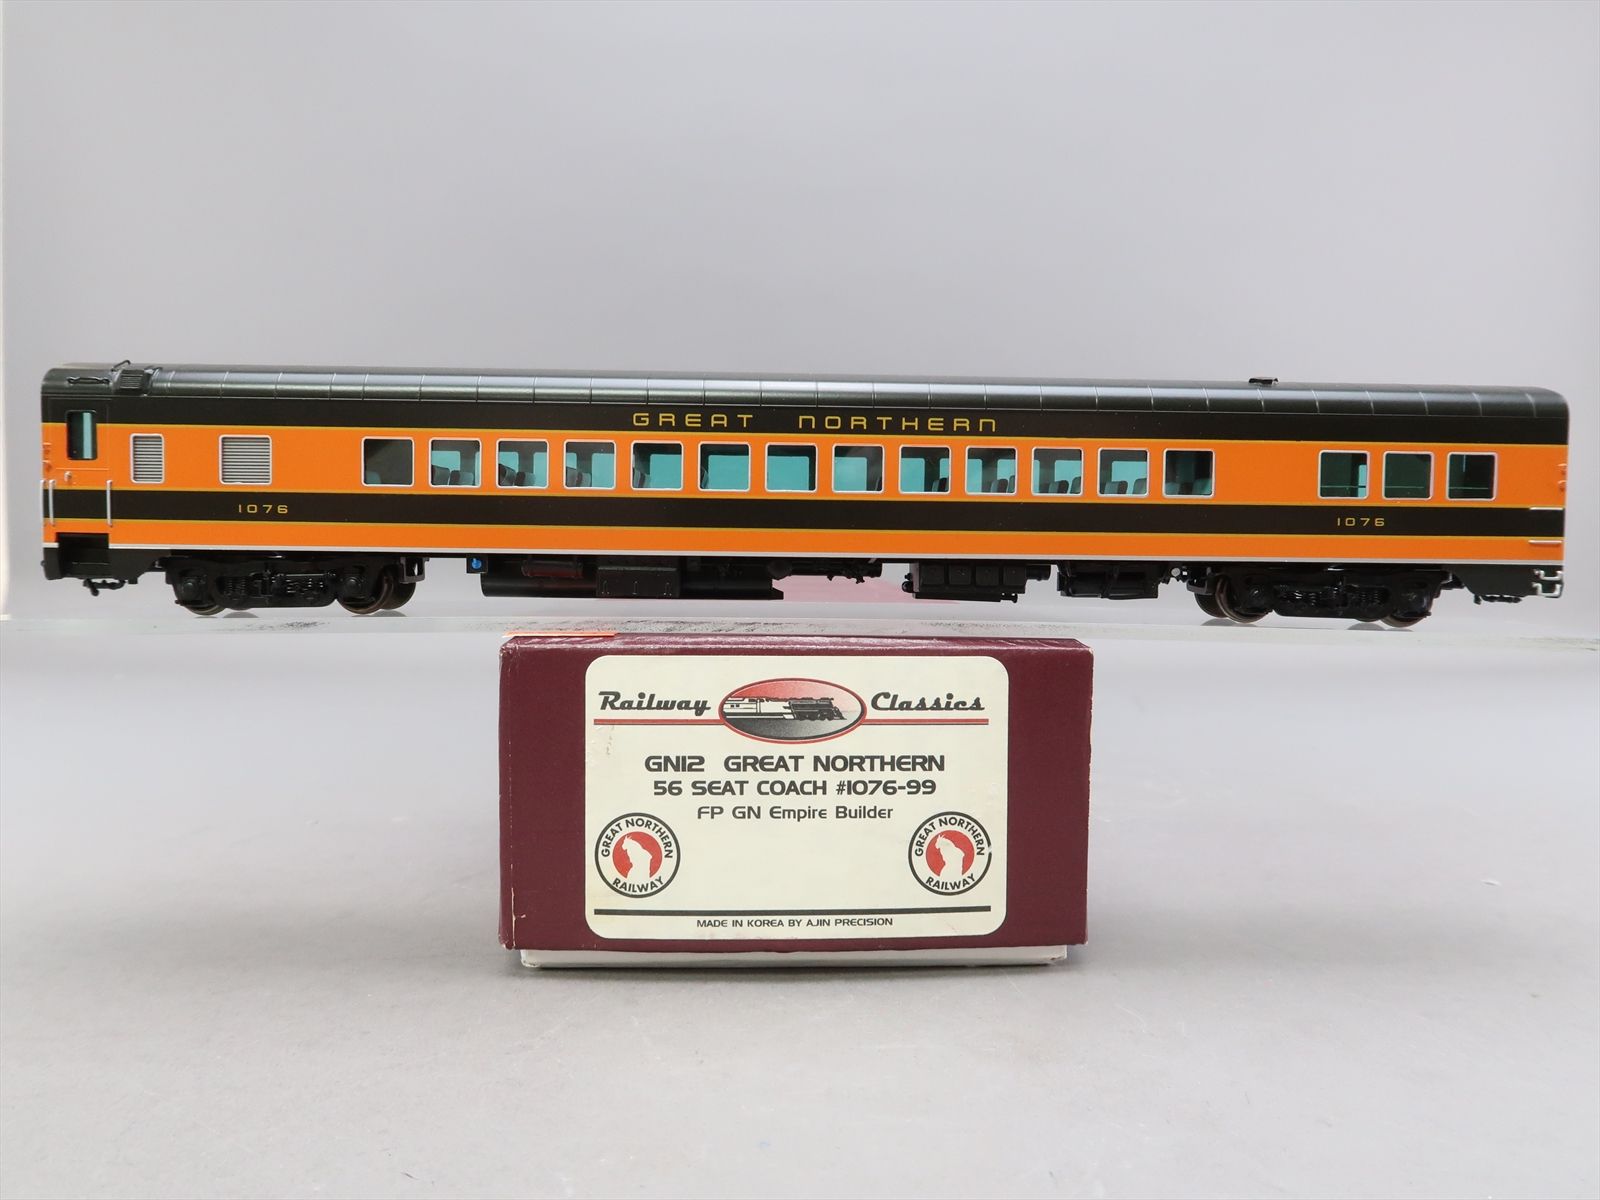 GREAT NORTHERN
1076
1076
Railway Classics
GN12 GREAT NORTHERN
56 SEAT COACH #1076-99
FP GN Empire Builder
GREAT NORTHERN RAILWAY
GREAT NORTHERN RAILWAY
MADE IN KOREA BY AJIN PRECISION